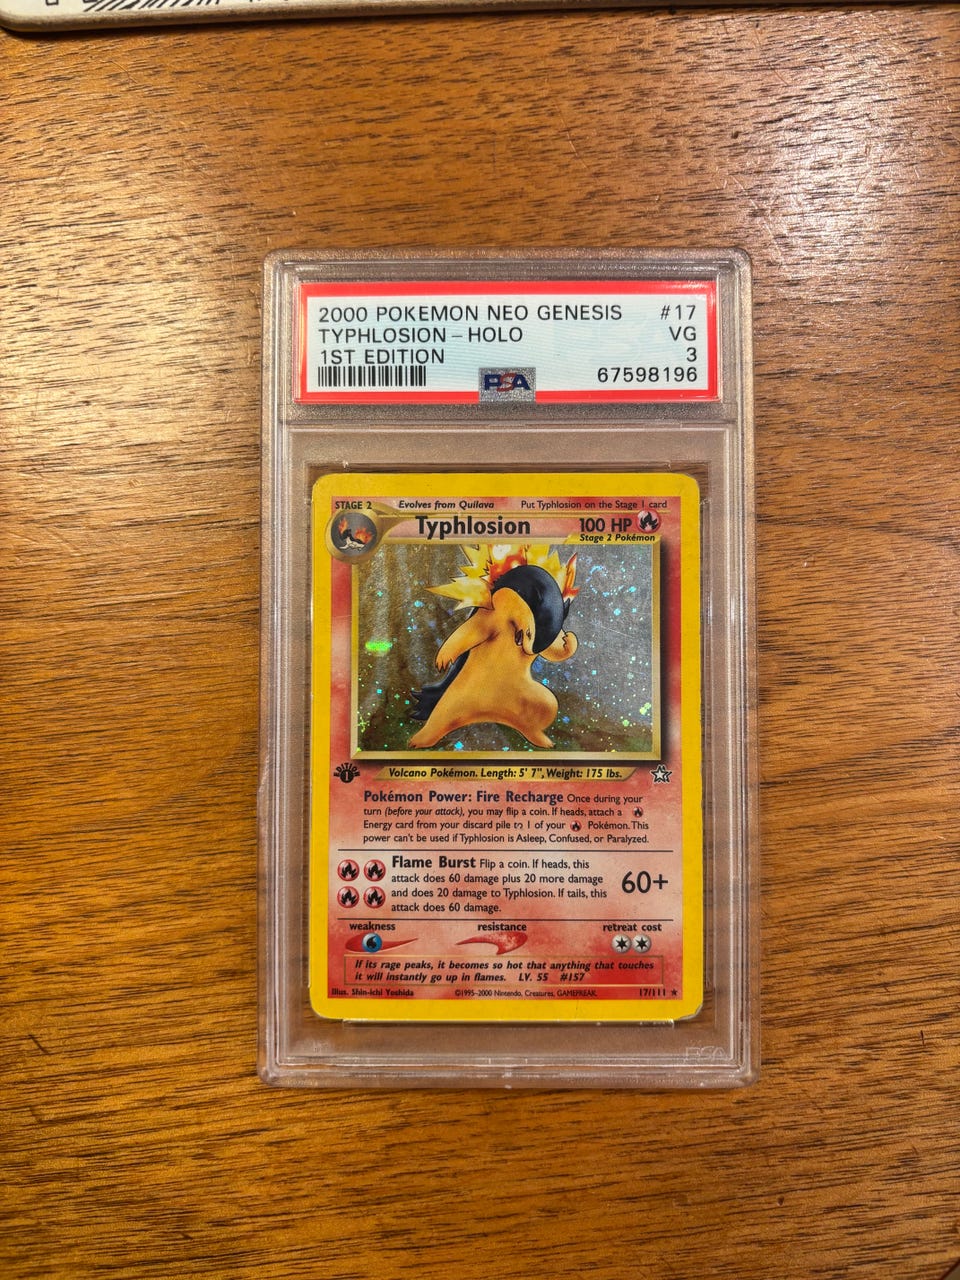 2000 POKEMON NEO GENESIS #17
TYPHLOSION - HOLO VG
1ST EDITION 3
PSA 67598196
STAGE 2 Evolves from Quilava Put Typhlosion on the Stage 1 card
Typhlosion 100 HP
Stage 2 Pokémon
EDITION
1
Volcano Pokémon. Length: 5' 7", Weight: 175 lbs.
Pokémon Power: Fire Recharge Once during your
turn (before your attack), you may flip a coin. If heads, attach a
Energy card from your discard pile to 1 of your Pokémon. This
power can't be used if Typhlosion is Asleep, Confused, or Paralyzed.
Flame Burst Flip a coin. If heads, this
attack does 60 damage plus 20 more damage
and does 20 damage to Typhlosion. If tails, this
attack does 60 damage.
60+
weakness resistance retreat cost
If its rage peaks, it becomes so hot that anything that touches
it will instantly go up in flames. LV. 55 #157
Illus. Shin-ichi Yoshida ©1995-2000 Nintendo, Creatures, GAMEFREAK. 17/111 ★
PSA